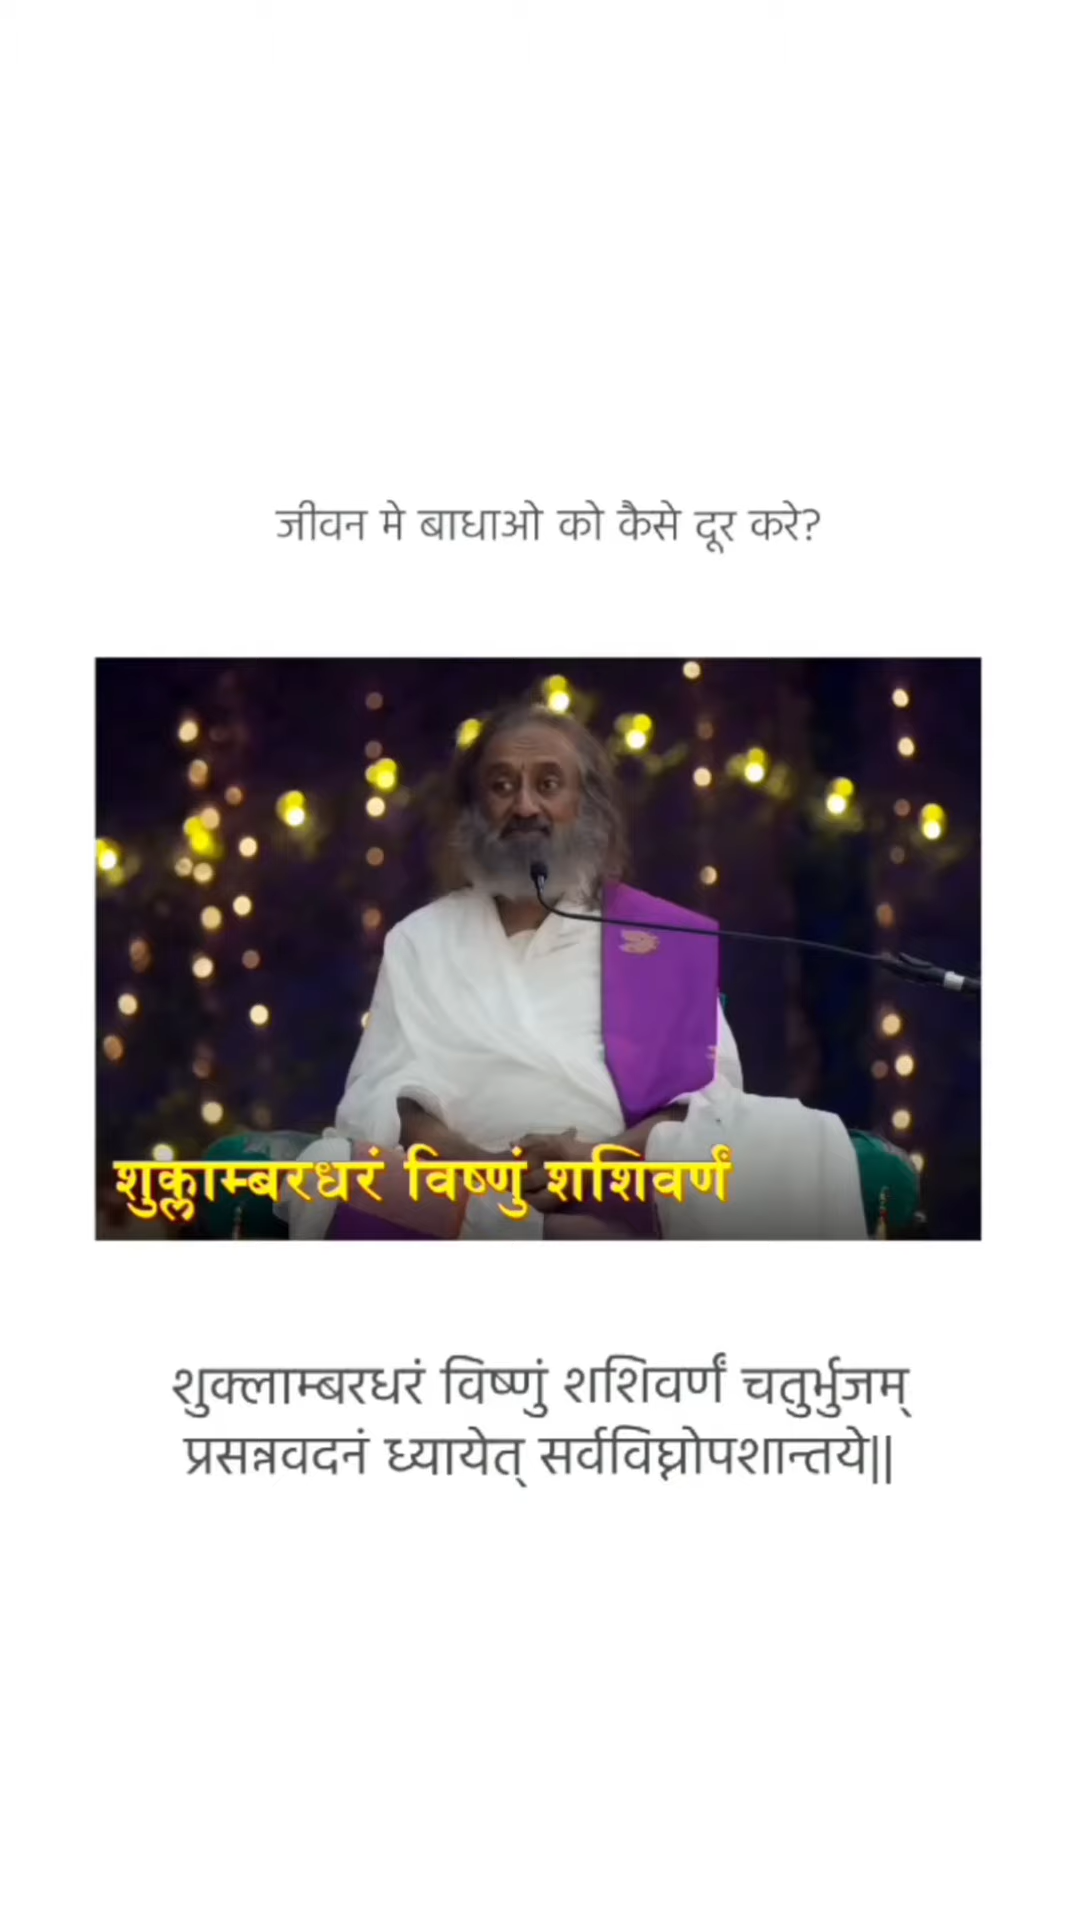 जीवन मे बाधाओ को कैसे दूर करे?
शुक्लाम्बरधरं विष्णुं शशिवर्णं
शुक्लाम्बरधरं विष्णुं शशिवर्णं चतुर्भुजम्
प्रसन्नवदनं ध्यायेत् सर्वविघ्नोपशान्तये||